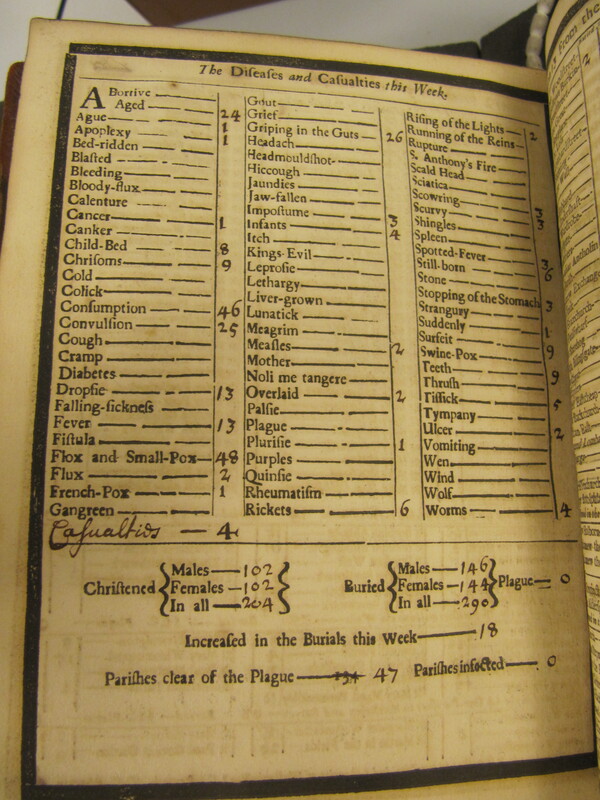 The Diseases and Casualties this Week.
ABortive
Aged 24
Ague 1
Apoplexy 1
Bed-ridden
Blasted
Bleeding
Bloody-flux
Calenture
Cancer 1
Canker
Child-Bed 8
Chrisoms 9
Cold
Colick
Consumption 46
Convulsion 25
Cough
Cramp
Diabetes
Dropsie 13
Falling-sickness
Fever 13
Fistula
Flox and Small-Pox 48
Flux 2
French-Pox 1
Gangreen
Casualtids — 4
Gout
Grief
Griping in the Guts 26
Headach
Headmouldshot
Hiccough
Jaundies
Jaw-fallen
Impostume 3
Infants 4
Itch
Kings-Evil
Leprosie
Lethargy
Liver-grown
Lunatick
Meagrim
Measles 2
Mother
Noli me tangere
Overlaid 2
Palsie
Plague
Plurisie 1
Purples
Quinsie
Rheumatism
Rickets 6
Rising of the Lights 2
Running of the Reins
Rupture
S. Anthony's Fire
Scald Head
Sciatica
Scowring 3
Scurvy 3
Shingles
Spleen
Spotted-Fever 3
Still-born 6
Stone
Stopping of the Stomach 3
Strangury
Suddenly 1
Surfeit 9
Swine-Pox
Teeth 9
Thrush
Tissick 5
Tympany
Ulcer 2
Vomiting
Wen
Wind
Wolf
Worms 4
Christened { Males — 102
Females — 102
In all — 204 }
Buried { Males — 146
Females — 144
In all — 290 } Plague — 0
Increased in the Burials this Week — 18
Parishes clear of the Plague — 134 47 Parishes infected — 0